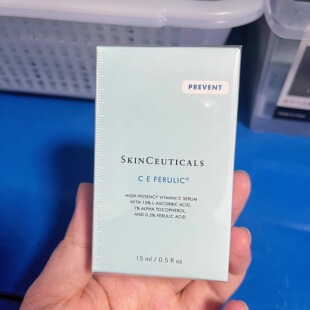 PREVENT
SKINCEUTICALS
C E FERULIC®
HIGH-POTENCY VITAMIN C SERUM
WITH 15% L-ASCORBIC ACID,
1% ALPHA TOCOPHEROL,
AND 0.5% FERULIC ACID
15 ml / 0.5 fl oz